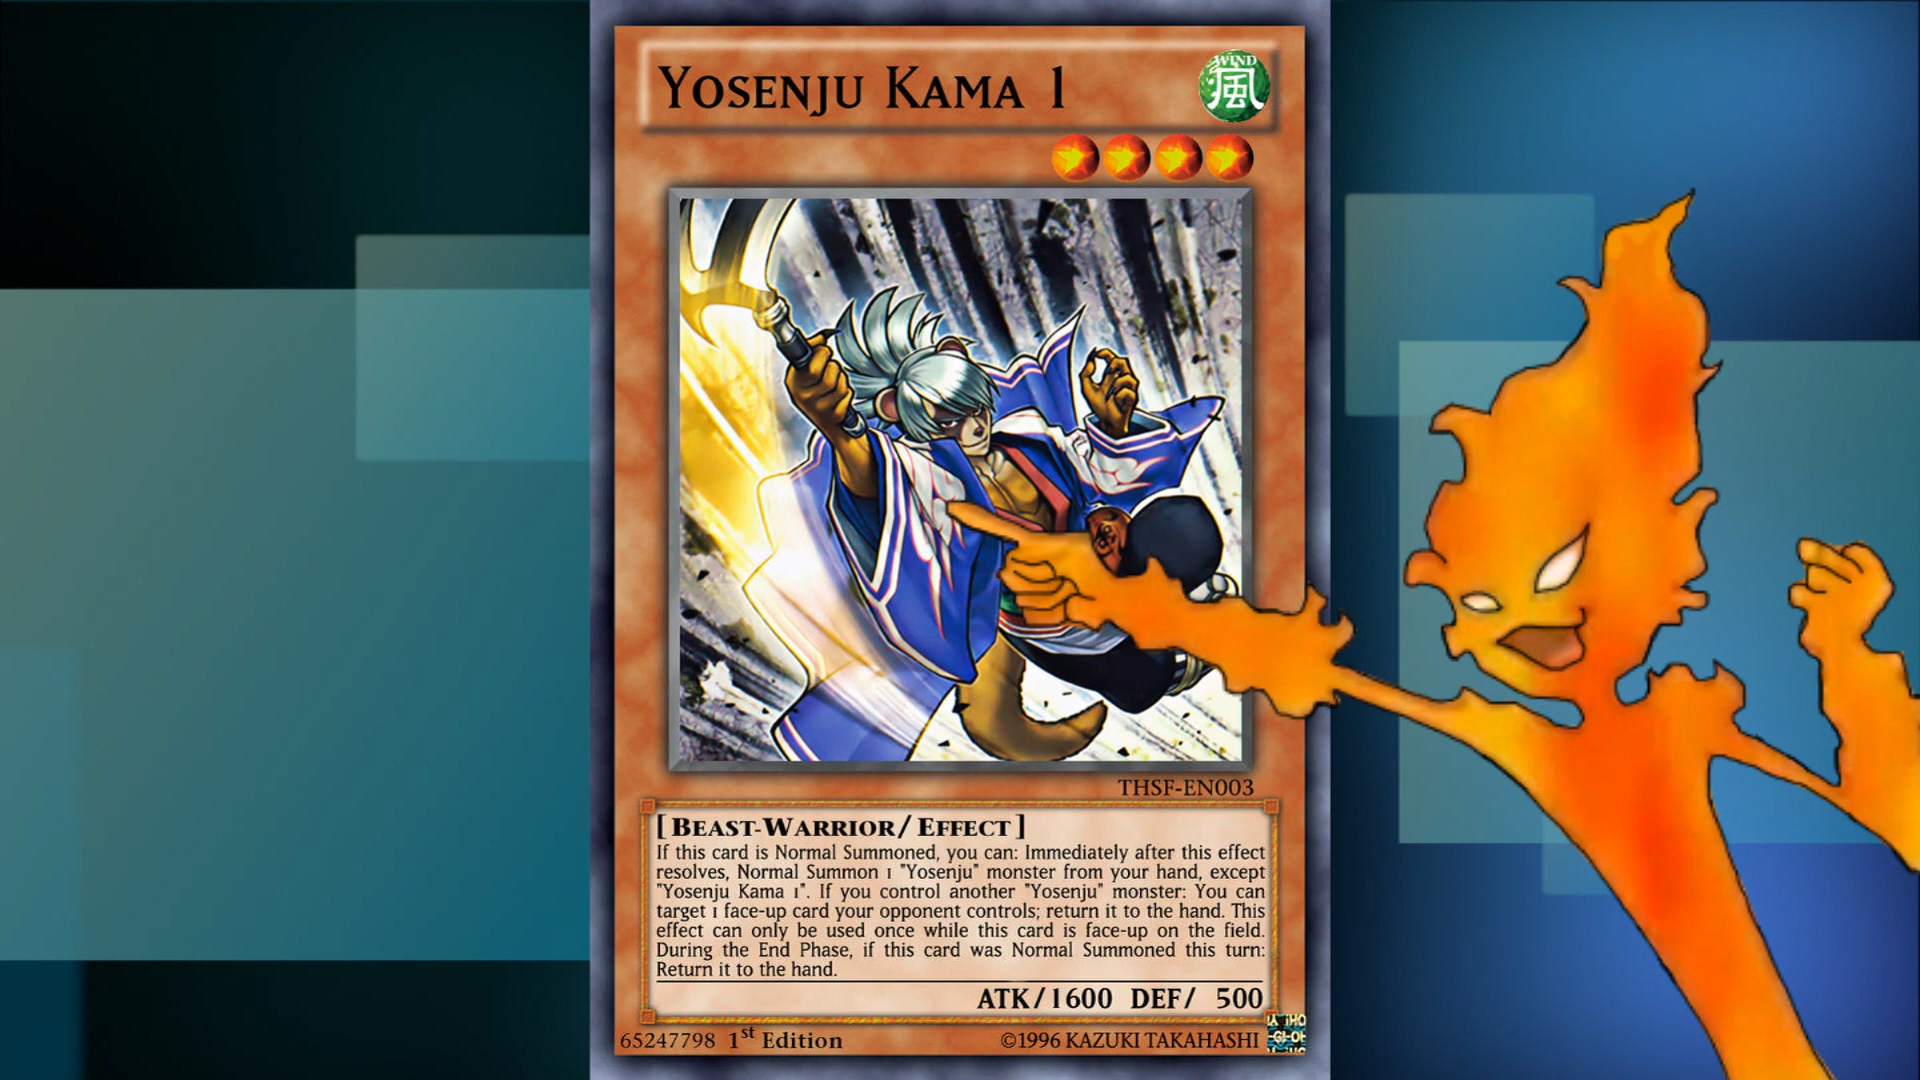 Yosenju Kama 1
WIND
風
THSF-EN003
[ Beast-Warrior/Effect ]
If this card is Normal Summoned, you can: Immediately after this effect
resolves, Normal Summon 1 "Yosenju" monster from your hand, except
"Yosenju Kama 1". If you control another "Yosenju" monster: You can
target 1 face-up card your opponent controls; return it to the hand. This
effect can only be used once while this card is face-up on the field.
During the End Phase, if this card was Normal Summoned this turn:
Return it to the hand.
ATK/1600 DEF/ 500
65247798 1st Edition ©1996 KAZUKI TAKAHASHI